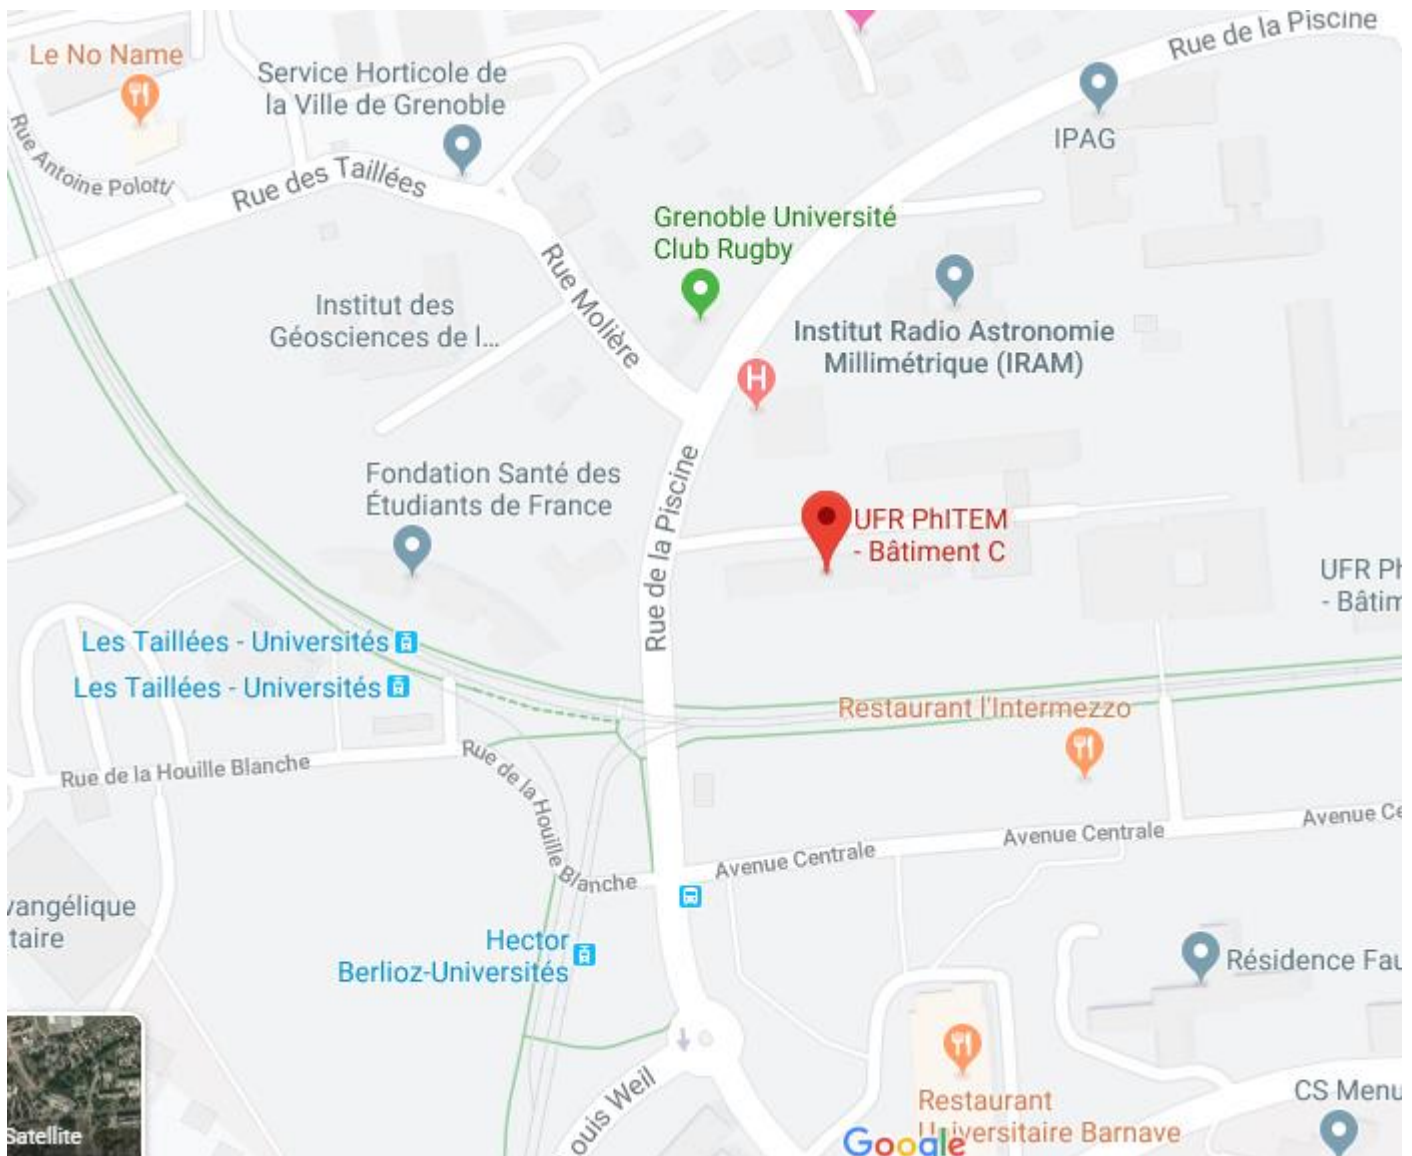 Rue de la Piscine
Le No Name
Service Horticole de
la Ville de Grenoble
IPAG
Rue Antoine Polotti
Rue des Taillées
Grenoble Université
Club Rugby
Rue Molière
Institut des
Géosciences de l...
Institut Radio Astronomie
Millimétrique (IRAM)
H
Fondation Santé des
Étudiants de France
Rue de la Piscine
UFR PhITEM
- Bâtiment C
UFR Ph
- Bâtim
Les Taillées - Universités
Les Taillées - Universités
Restaurant l'Intermezzo
Rue de la Houille Blanche
Rue de la Houille Blanche
Avenue Centrale
Avenue Centrale
Avenue Ce
vangélique
taire
Hector
Berlioz-Universités
Résidence Fau
ouis Weil
Restaurant
Universitaire Barnave
CS Menu
Satellite
Google